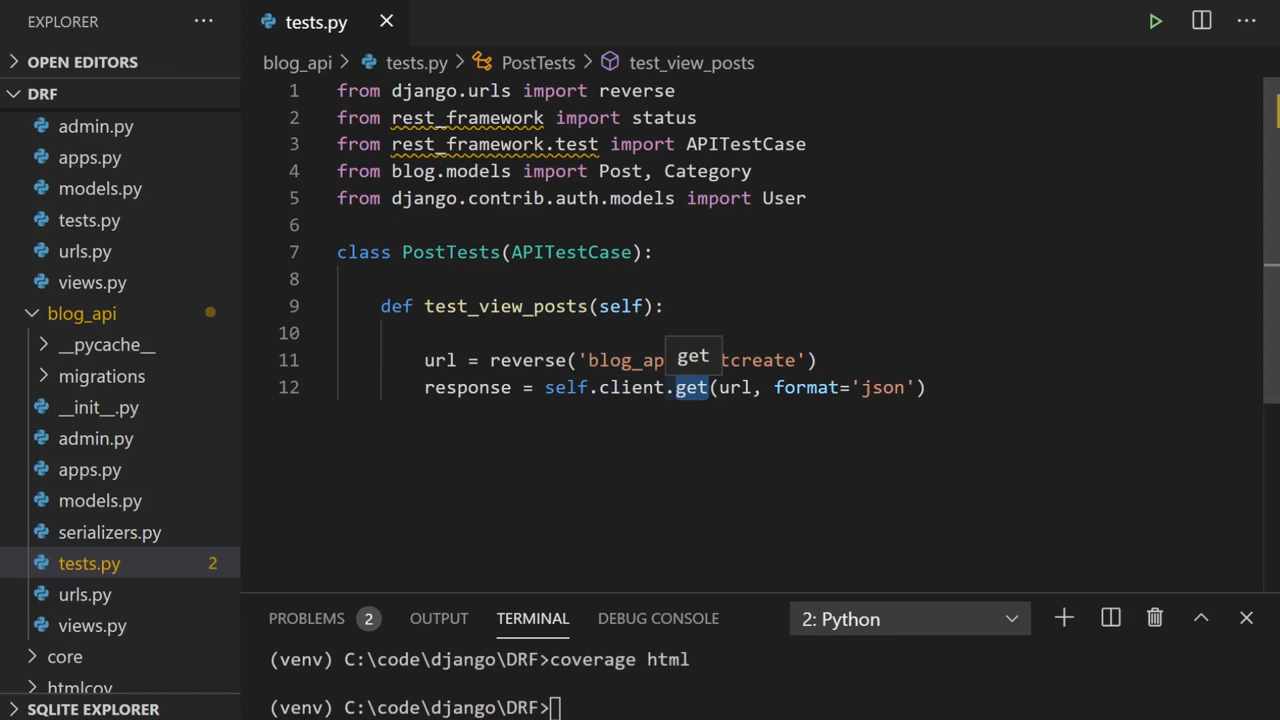 EXPLORER ...
OPEN EDITORS
DRF
admin.py
apps.py
models.py
tests.py
urls.py
views.py
blog_api
__pycache__
migrations
__init__.py
admin.py
apps.py
models.py
serializers.py
tests.py 2
urls.py
views.py
core
htmlcov
SQLITE EXPLORER
tests.py
blog_api > tests.py > PostTests > test_view_posts
1 from django.urls import reverse
2 from rest_framework import status
3 from rest_framework.test import APITestCase
4 from blog.models import Post, Category
5 from django.contrib.auth.models import User
6
7 class PostTests(APITestCase):
8
9 def test_view_posts(self):
10
get
11 url = reverse('blog_ap tcreate')
12 response = self.client.get(url, format='json')
PROBLEMS 2 OUTPUT TERMINAL DEBUG CONSOLE 2: Python
(venv) C:\code\django\DRF>coverage html
(venv) C:\code\django\DRF>